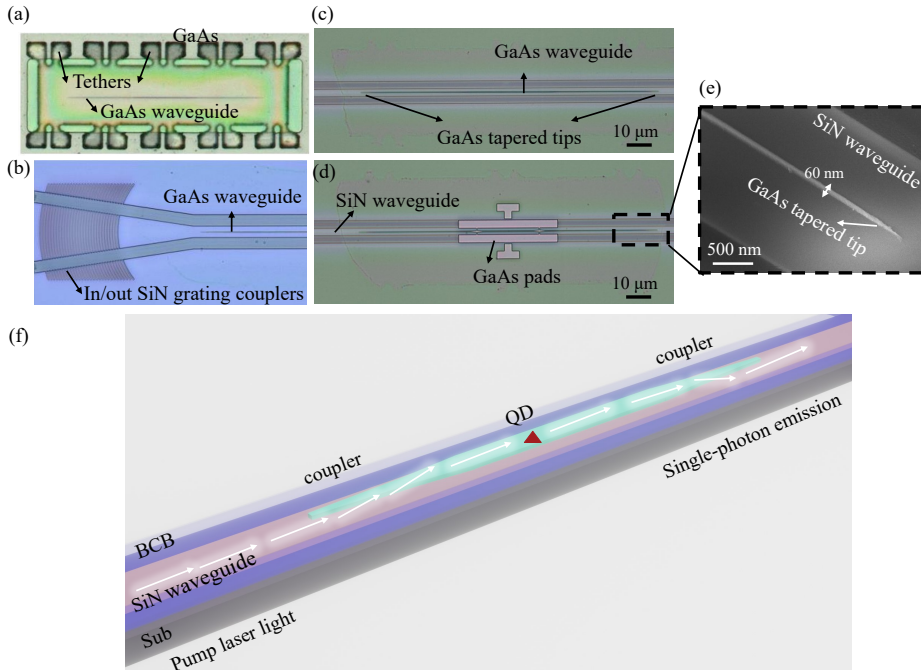 (a)
GaAs
Tethers
GaAs waveguide
(b)
GaAs waveguide
In/out SiN grating couplers
(c)
GaAs waveguide
GaAs tapered tips
10 μm
(d)
SiN waveguide
GaAs pads
10 μm
(e)
SiN waveguide
60 nm
GaAs tapered tip
500 nm
(f)
coupler
QD
coupler
Single-photon emission
BCB
SiN waveguide
Sub
Pump laser light